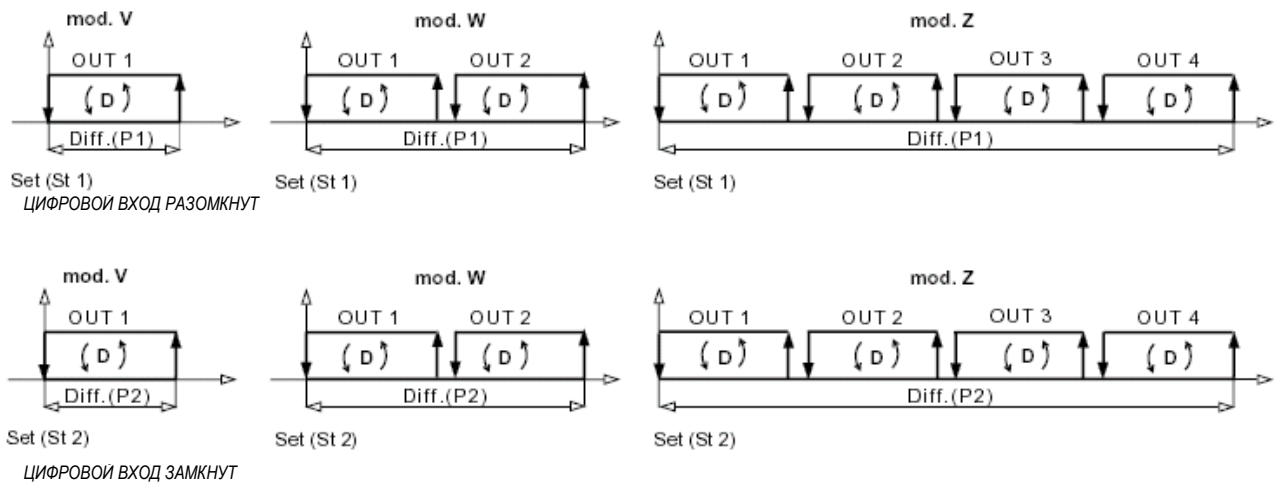 mod. V
mod. W
mod. Z
OUT 1
OUT 1
OUT 2
OUT 1
OUT 2
OUT 3
OUT 4
D
D
D
D
D
D
D
Diff.(P1)
Diff.(P1)
Diff.(P1)
Set (St 1)
Set (St 1)
Set (St 1)
ЦИФРОВОЙ ВХОД РАЗОМКНУТ
mod. V
mod. W
mod. Z
OUT 1
OUT 1
OUT 2
OUT 1
OUT 2
OUT 3
OUT 4
D
D
D
D
D
D
D
Diff.(P2)
Diff.(P2)
Diff.(P2)
Set (St 2)
Set (St 2)
Set (St 2)
ЦИФРОВОЙ ВХОД ЗАМКНУТ